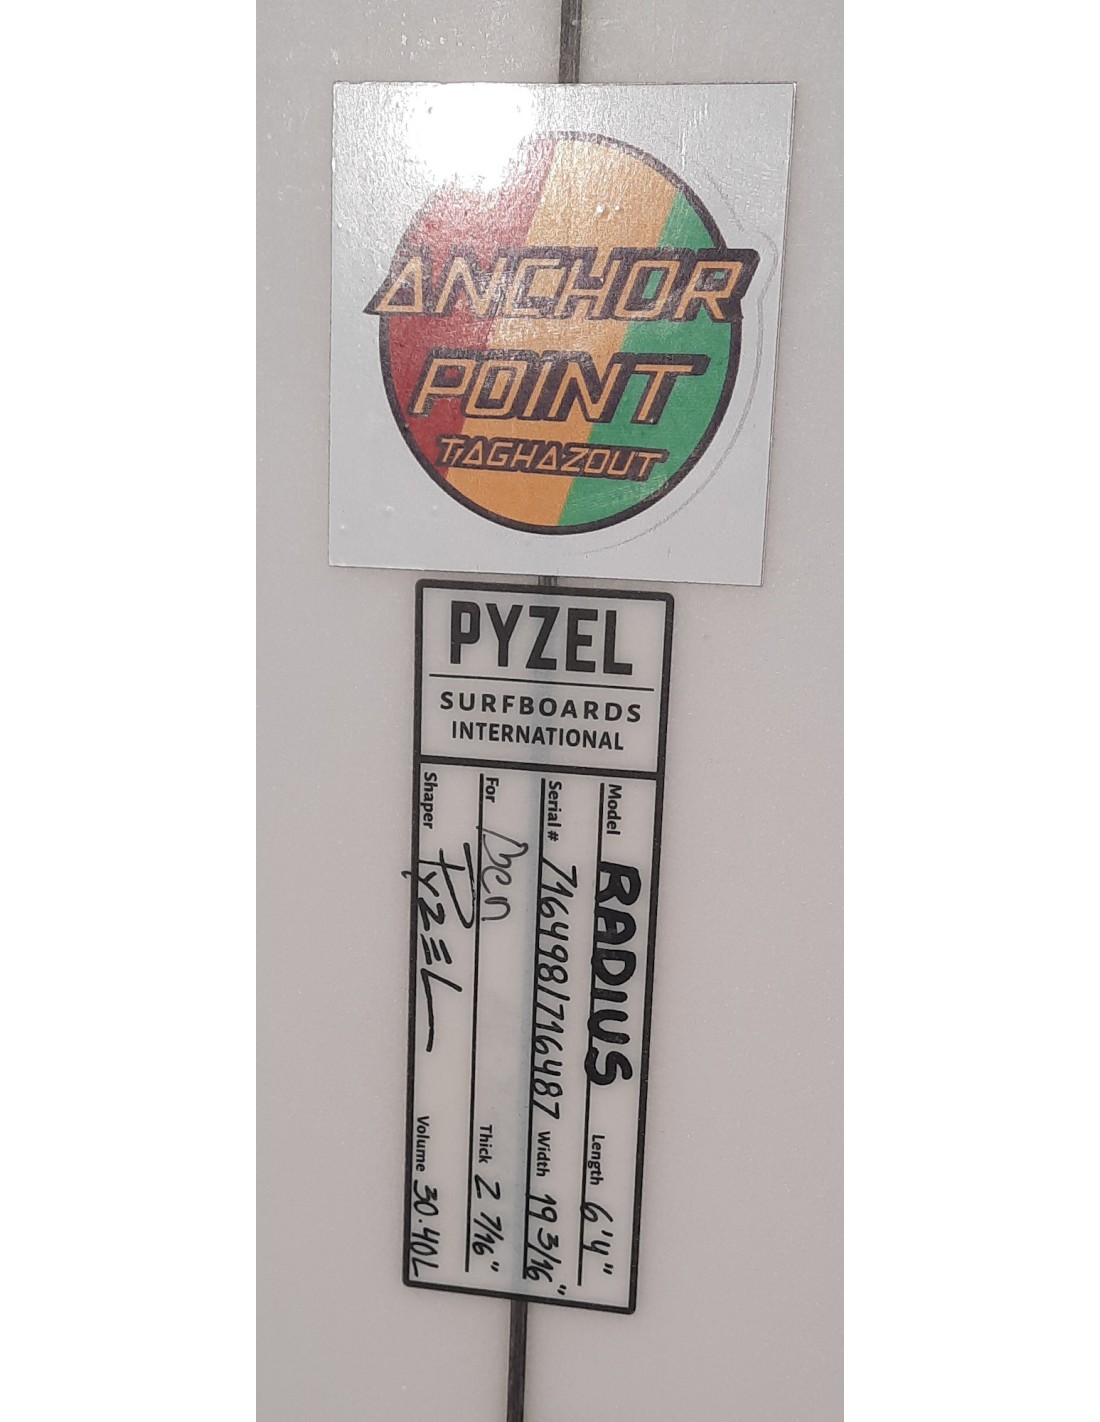 ANCHOR
POINT
TAGHAZOUT
PYZEL
SURFBOARDS
INTERNATIONAL
Model RADIUS Length 6'4"
Serial # 716498/716487 Width 19 3/16"
For Ben Thick 2 7/16"
Shaper PYZEL Volume 30.40L